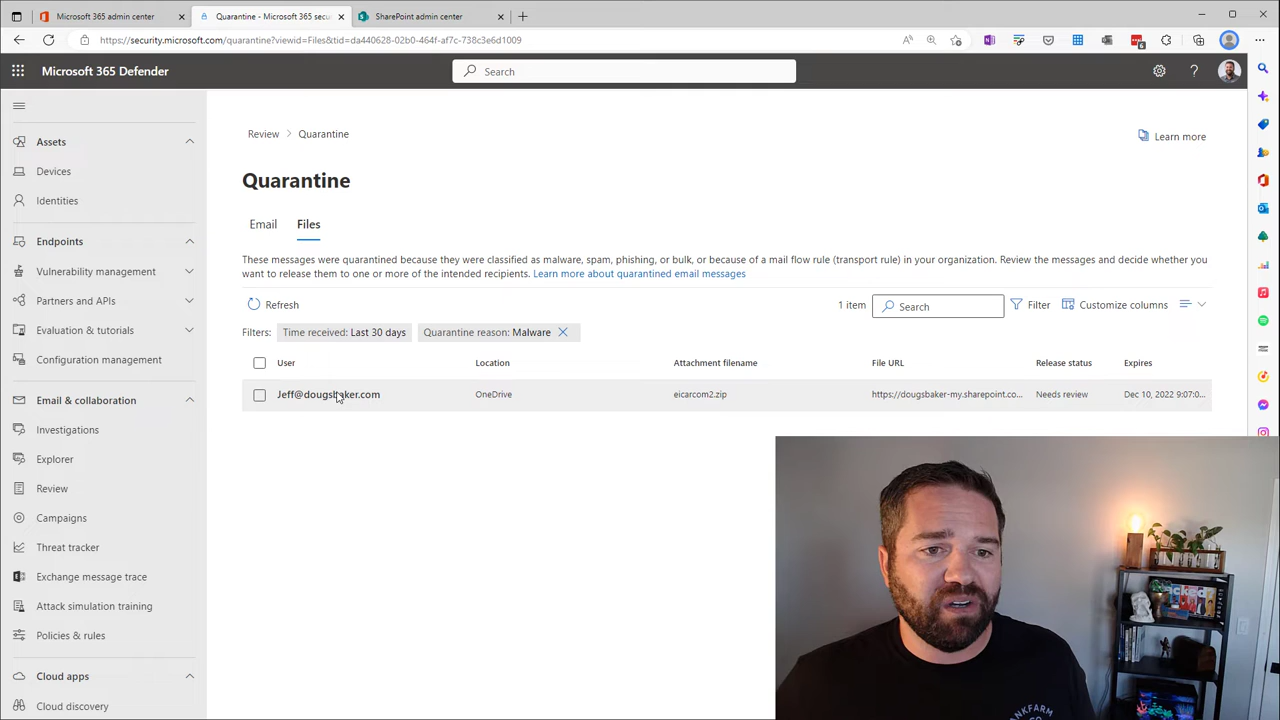 Microsoft 365 admin center
Quarantine - Microsoft 365 secu
SharePoint admin center
https://security.microsoft.com/quarantine?viewid=Files&tid=da440628-02b0-464f-af7c-738c3e6d1009
6
Microsoft 365 Defender
Search
Assets
Devices
Identities
Endpoints
Vulnerability management
Partners and APIs
Evaluation & tutorials
Configuration management
Email & collaboration
Investigations
Explorer
Review
Campaigns
Threat tracker
Exchange message trace
Attack simulation training
Policies & rules
Cloud apps
Cloud discovery
Review > Quarantine
Learn more
Quarantine
Email Files
These messages were quarantined because they were classified as malware, spam, phishing, or bulk, or because of a mail flow rule (transport rule) in your organization. Review the messages and decide whether you
want to release them to one or more of the intended recipients. Learn more about quarantined email messages
Refresh
1 item
Search
Filter
Customize columns
Filters: Time received: Last 30 days Quarantine reason: Malware
User Location Attachment filename File URL Release status Expires
Jeff@dougsbaker.com OneDrive eicarcom2.zip https://dougsbaker-my.sharepoint.co... Needs review Dec 10, 2022 9:07:0...